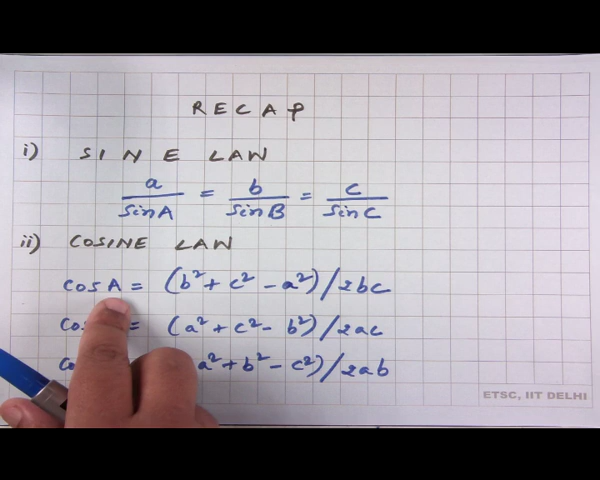 RECAP
i) SINE LAW
a/sinA = b/sinB = c/sinC
ii) COSINE LAW
cosA = (b² + c² - a²)/2bc
= (a² + c² - b²)/2ac
a² + b² - c²)/2ab
ETSC, IIT DELHI